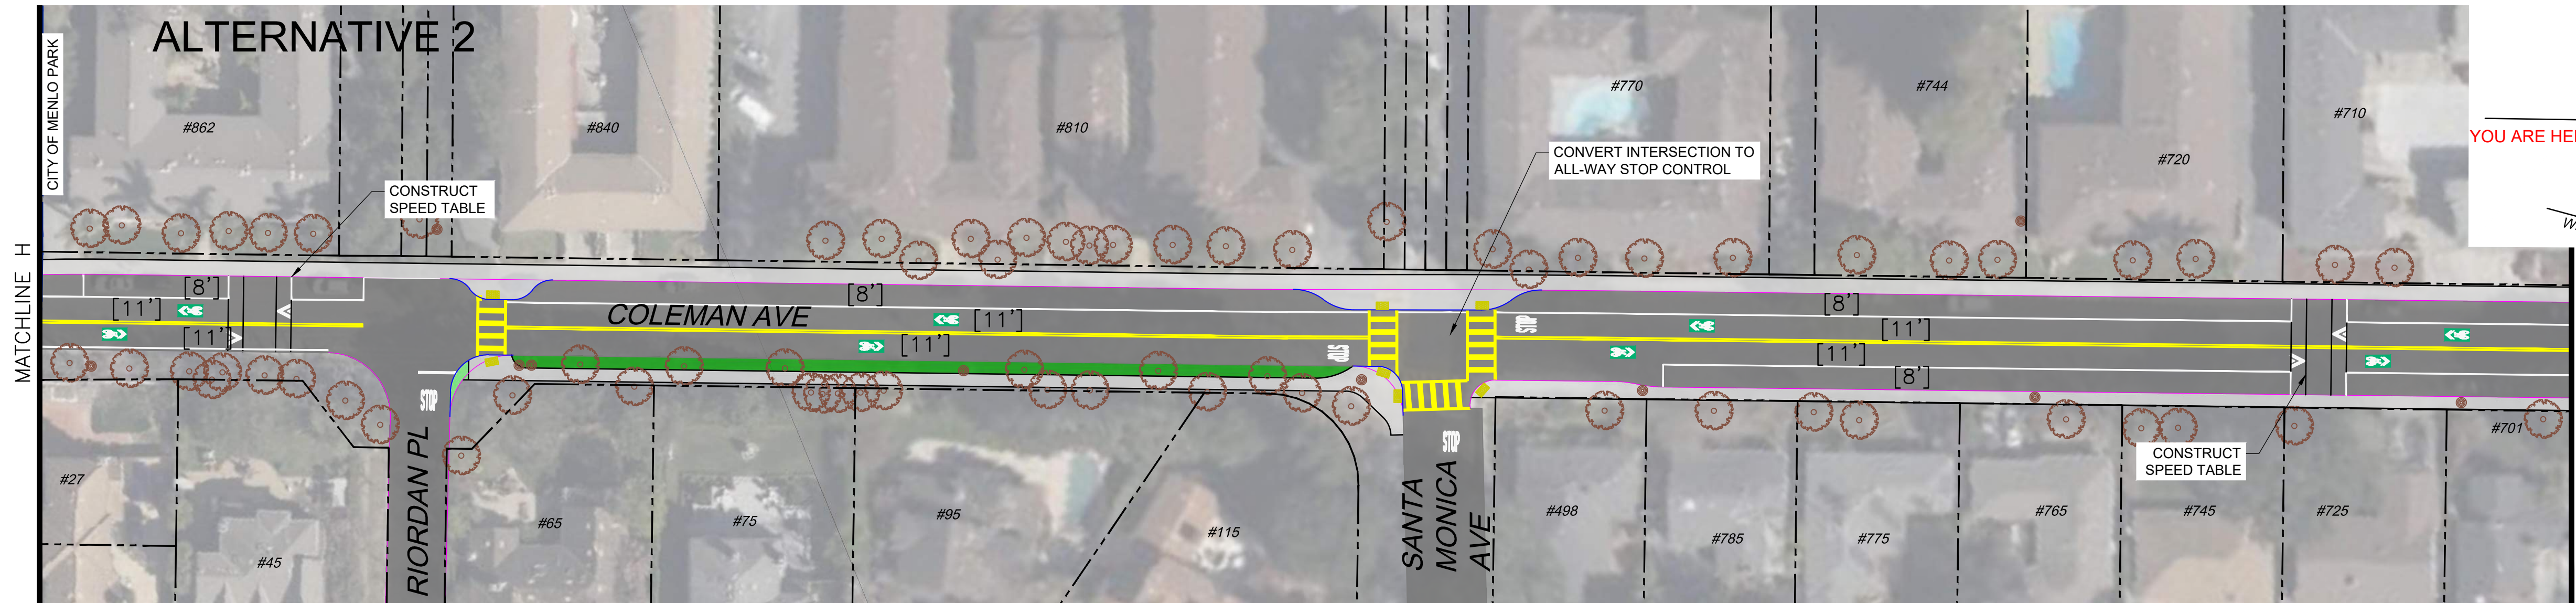 ALTERNATIVE 2
CITY OF MENLO PARK
MATCHLINE H
#862
#840
#810
#770
#744
#720
#710
YOU ARE
CONSTRUCT
SPEED TABLE
CONVERT INTERSECTION TO
ALL-WAY STOP CONTROL
[8']
[11']
[11']
COLEMAN AVE
[8']
[11']
[11']
STOP
STOP
[8']
[11']
[11']
[8']
STOP
RIORDAN PL
STOP
SANTA
MONICA
AVE
CONSTRUCT
SPEED TABLE
#27
#45
#65
#75
#95
#115
#498
#785
#775
#765
#745
#725
#701